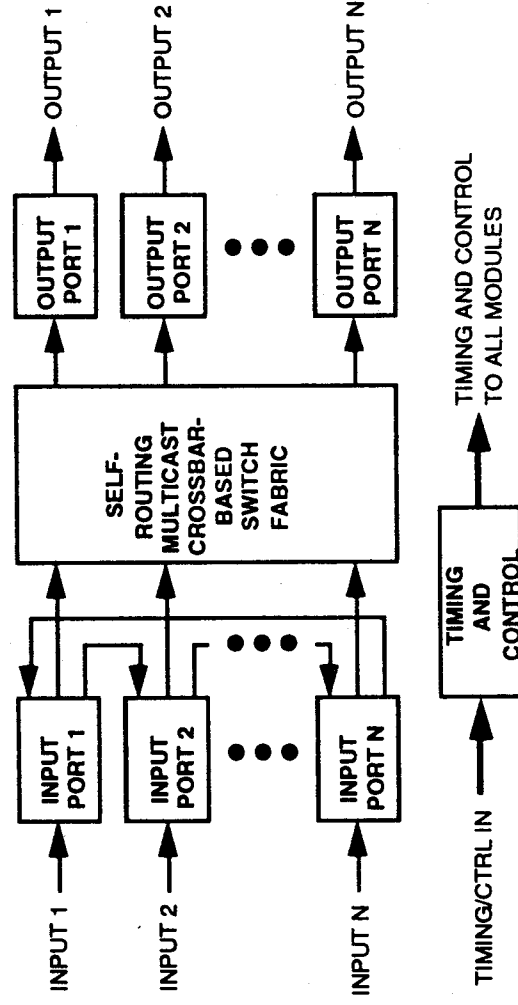 INPUT 1
INPUT 2
INPUT N
INPUT
PORT 1
INPUT
PORT 2
INPUT
PORT N
SELF-
ROUTING
MULTICAST
CROSSBAR-
BASED
SWITCH
FABRIC
OUTPUT
PORT 1
OUTPUT
PORT 2
OUTPUT
PORT N
OUTPUT 1
OUTPUT 2
OUTPUT N
TIMING/CTRL IN
TIMING
AND
CONTROL
TIMING AND CONTROL
TO ALL MODULES